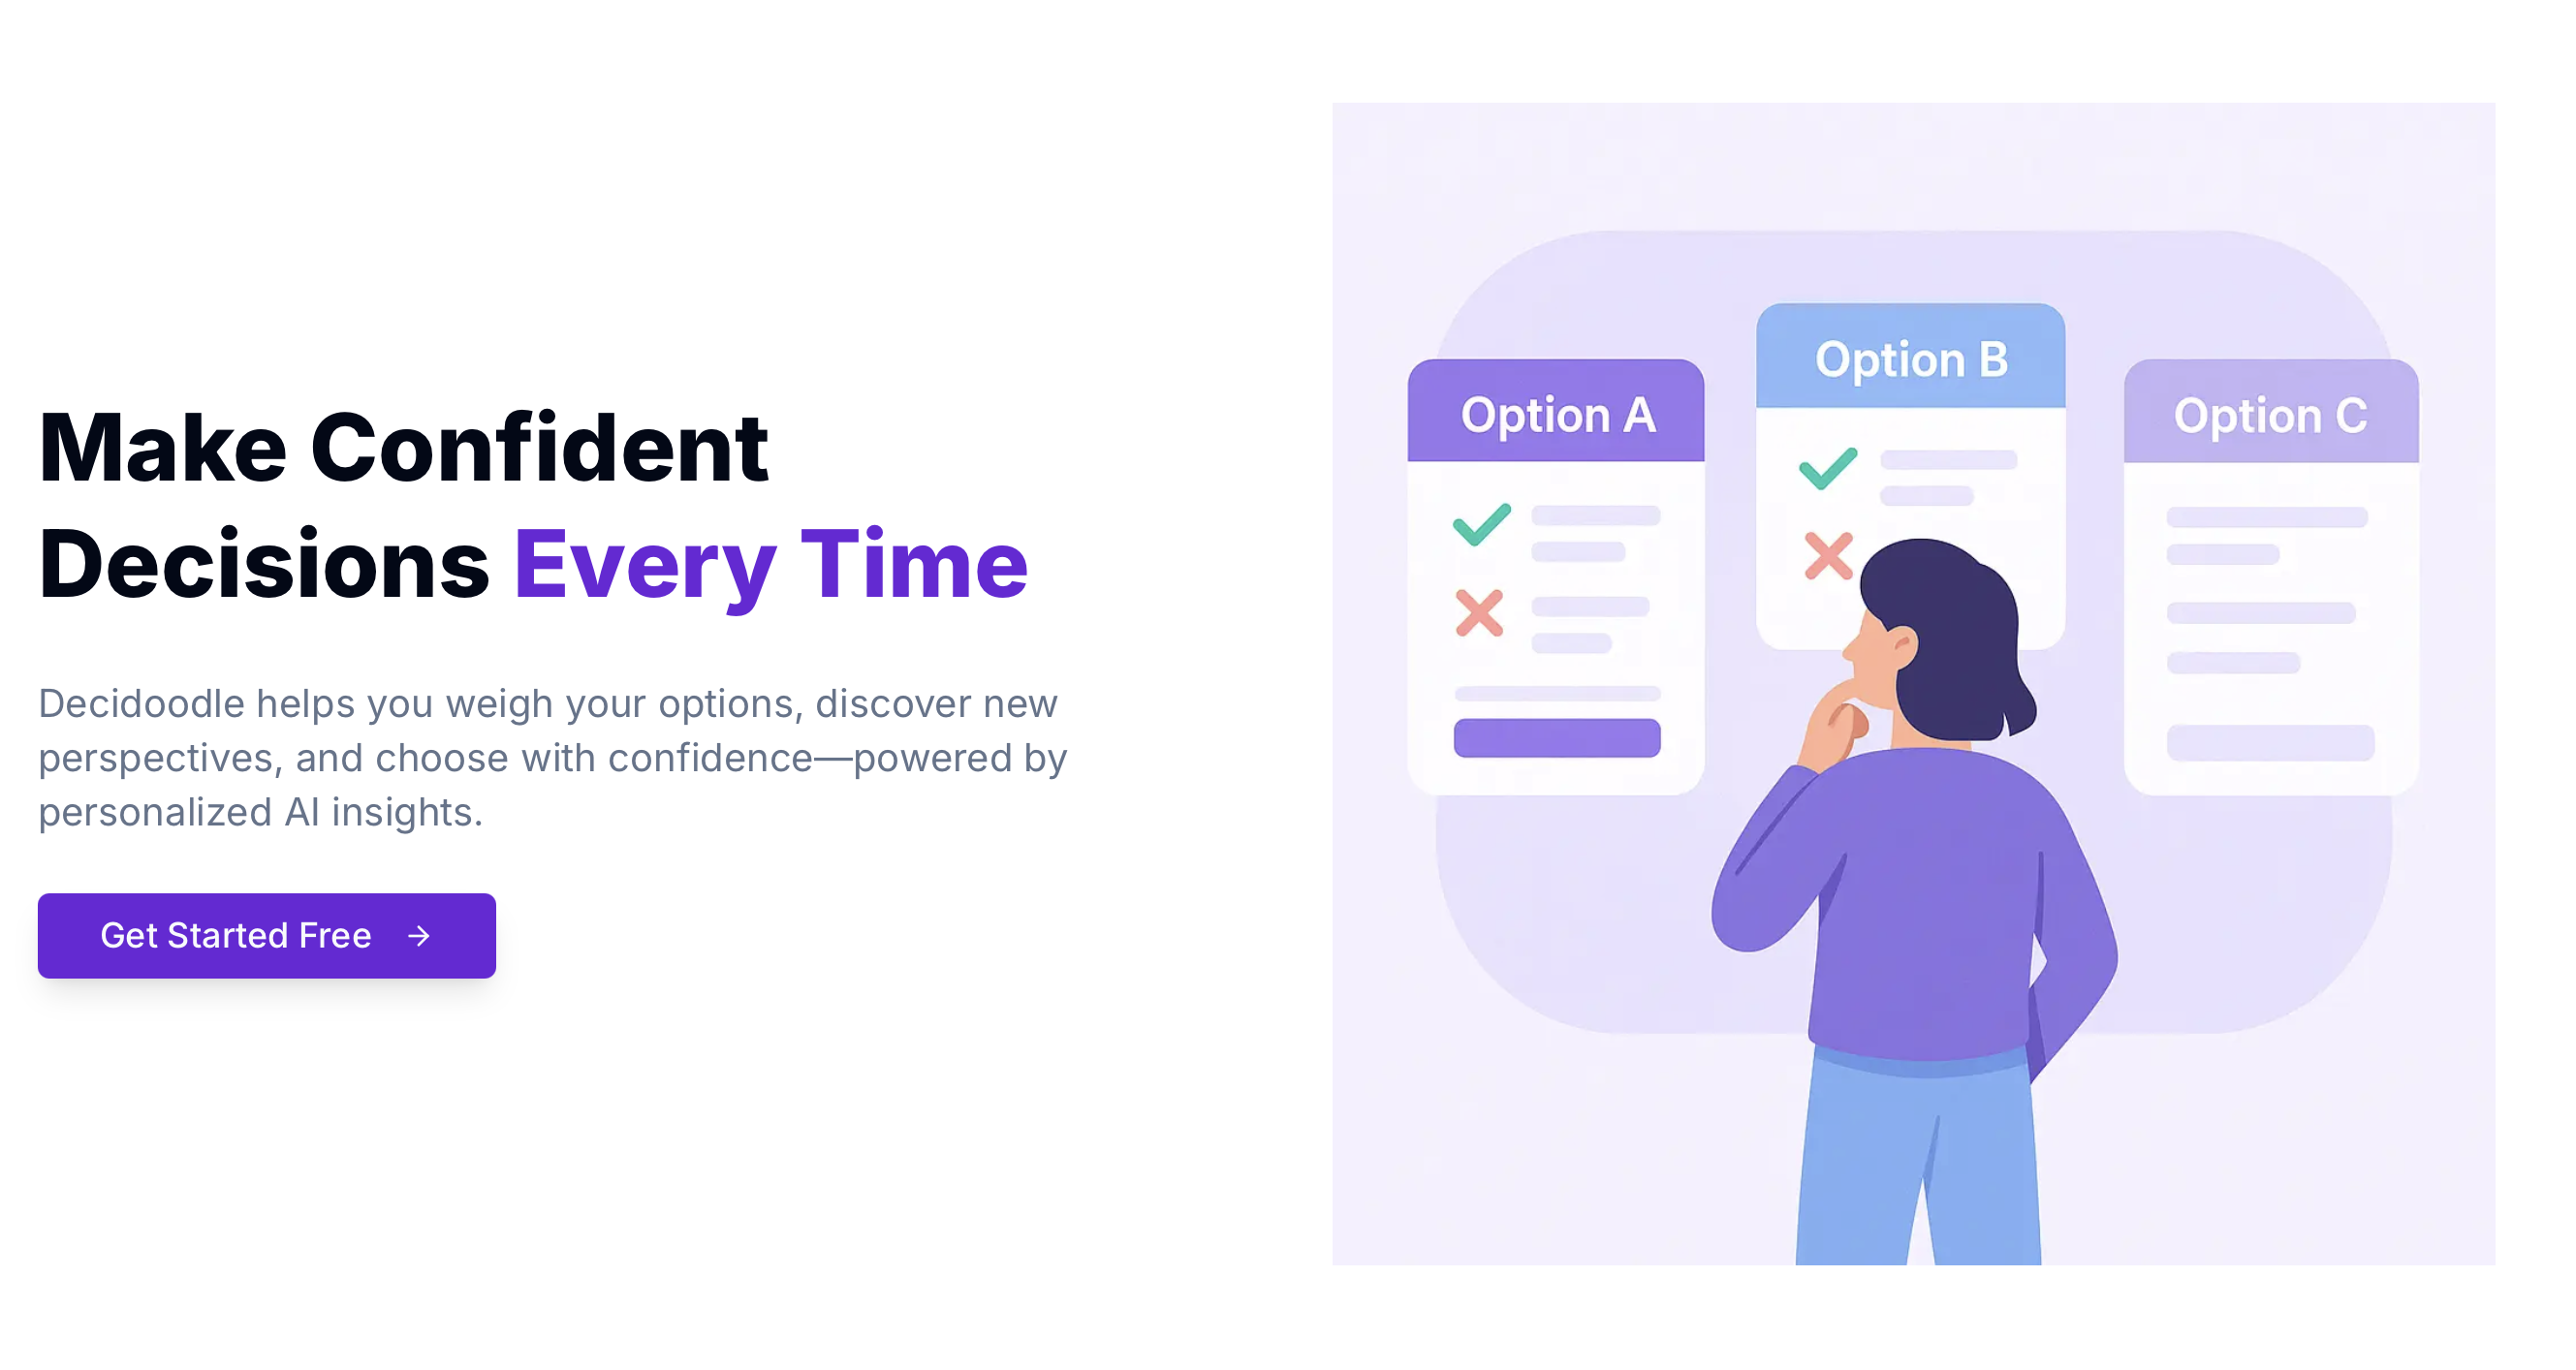 Make Confident
Decisions Every Time
Decidoodle helps you weigh your options, discover new
perspectives, and choose with confidence—powered by
personalized AI insights.
Get Started Free →
Option A
Option B
Option C